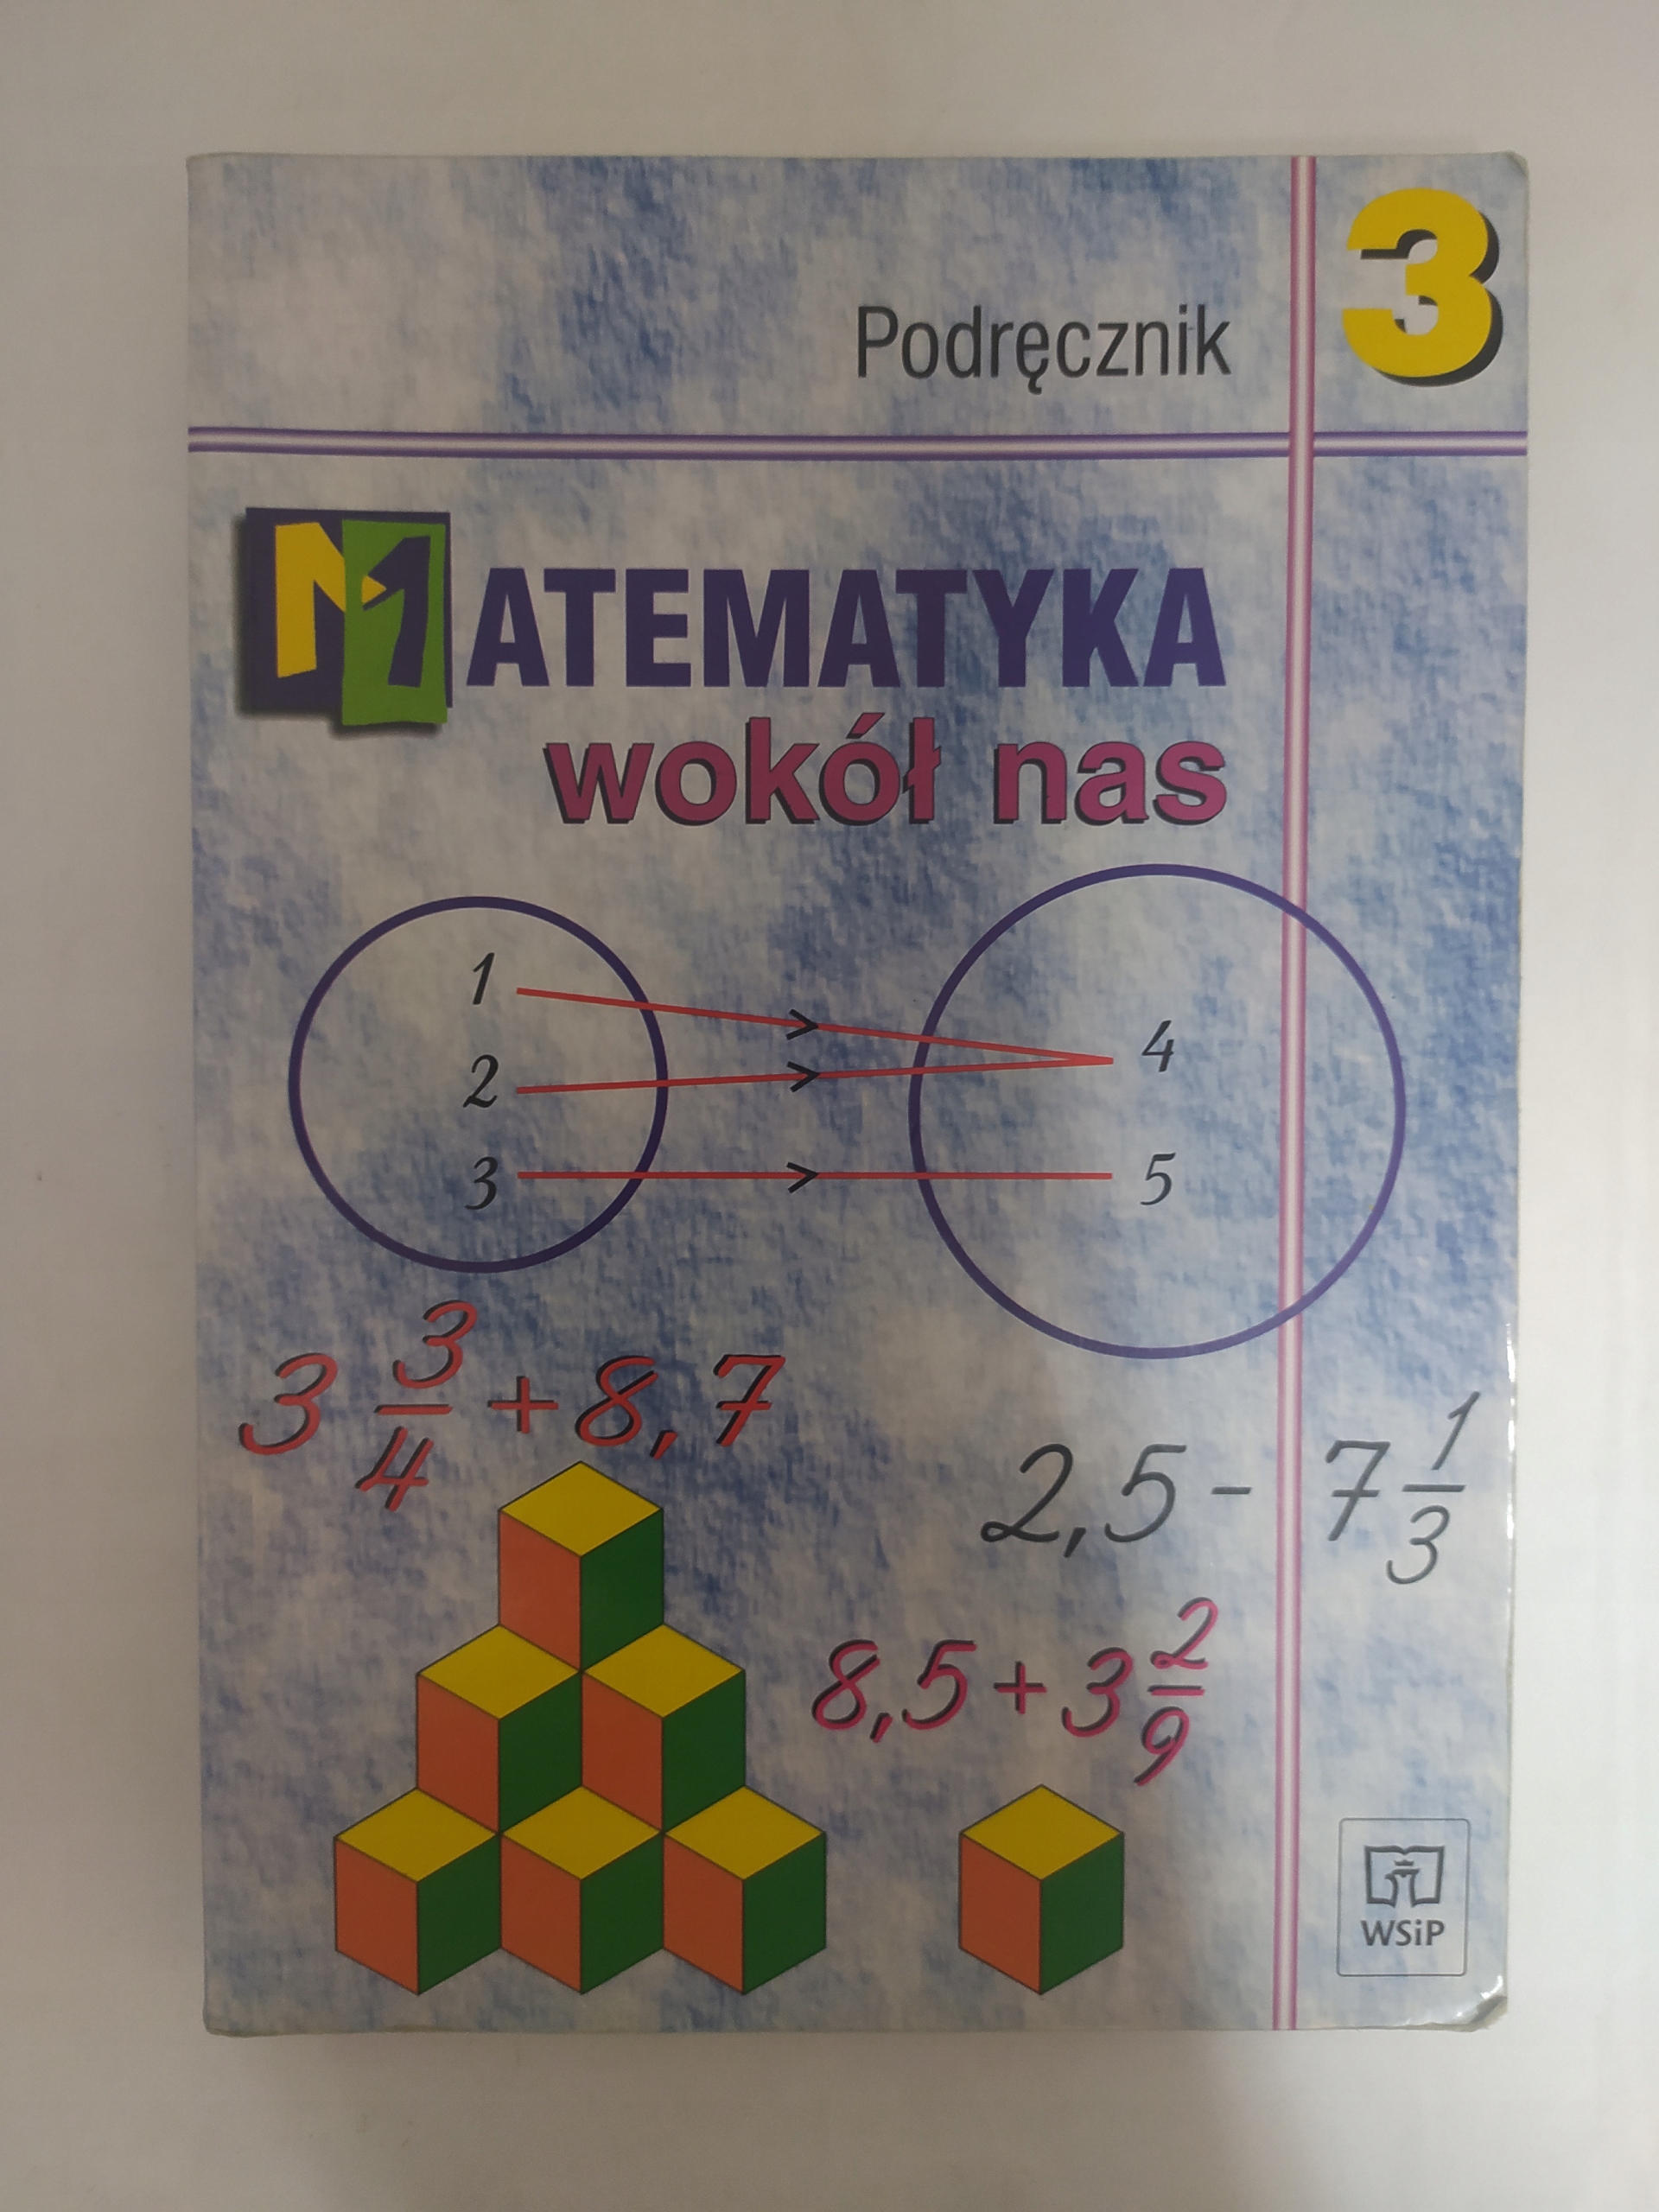 3
Podręcznik
MATEMATYKA
wokół nas
1
2
3
4
5
3 3/4 + 8,7
2,5 - 7 1/3
8,5 + 3 2/9
WSiP